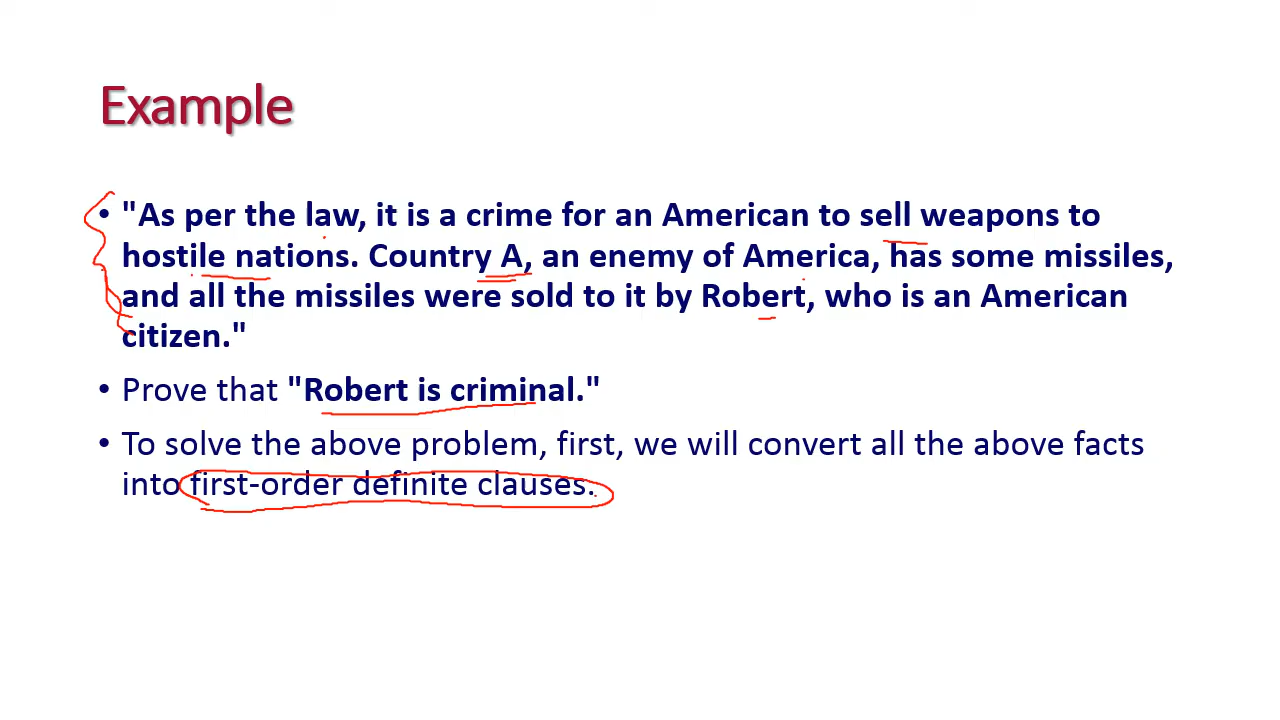 Example
• "As per the law, it is a crime for an American to sell weapons to
hostile nations. Country A, an enemy of America, has some missiles,
and all the missiles were sold to it by Robert, who is an American
citizen."
• Prove that "Robert is criminal."
• To solve the above problem, first, we will convert all the above facts
into first-order definite clauses.